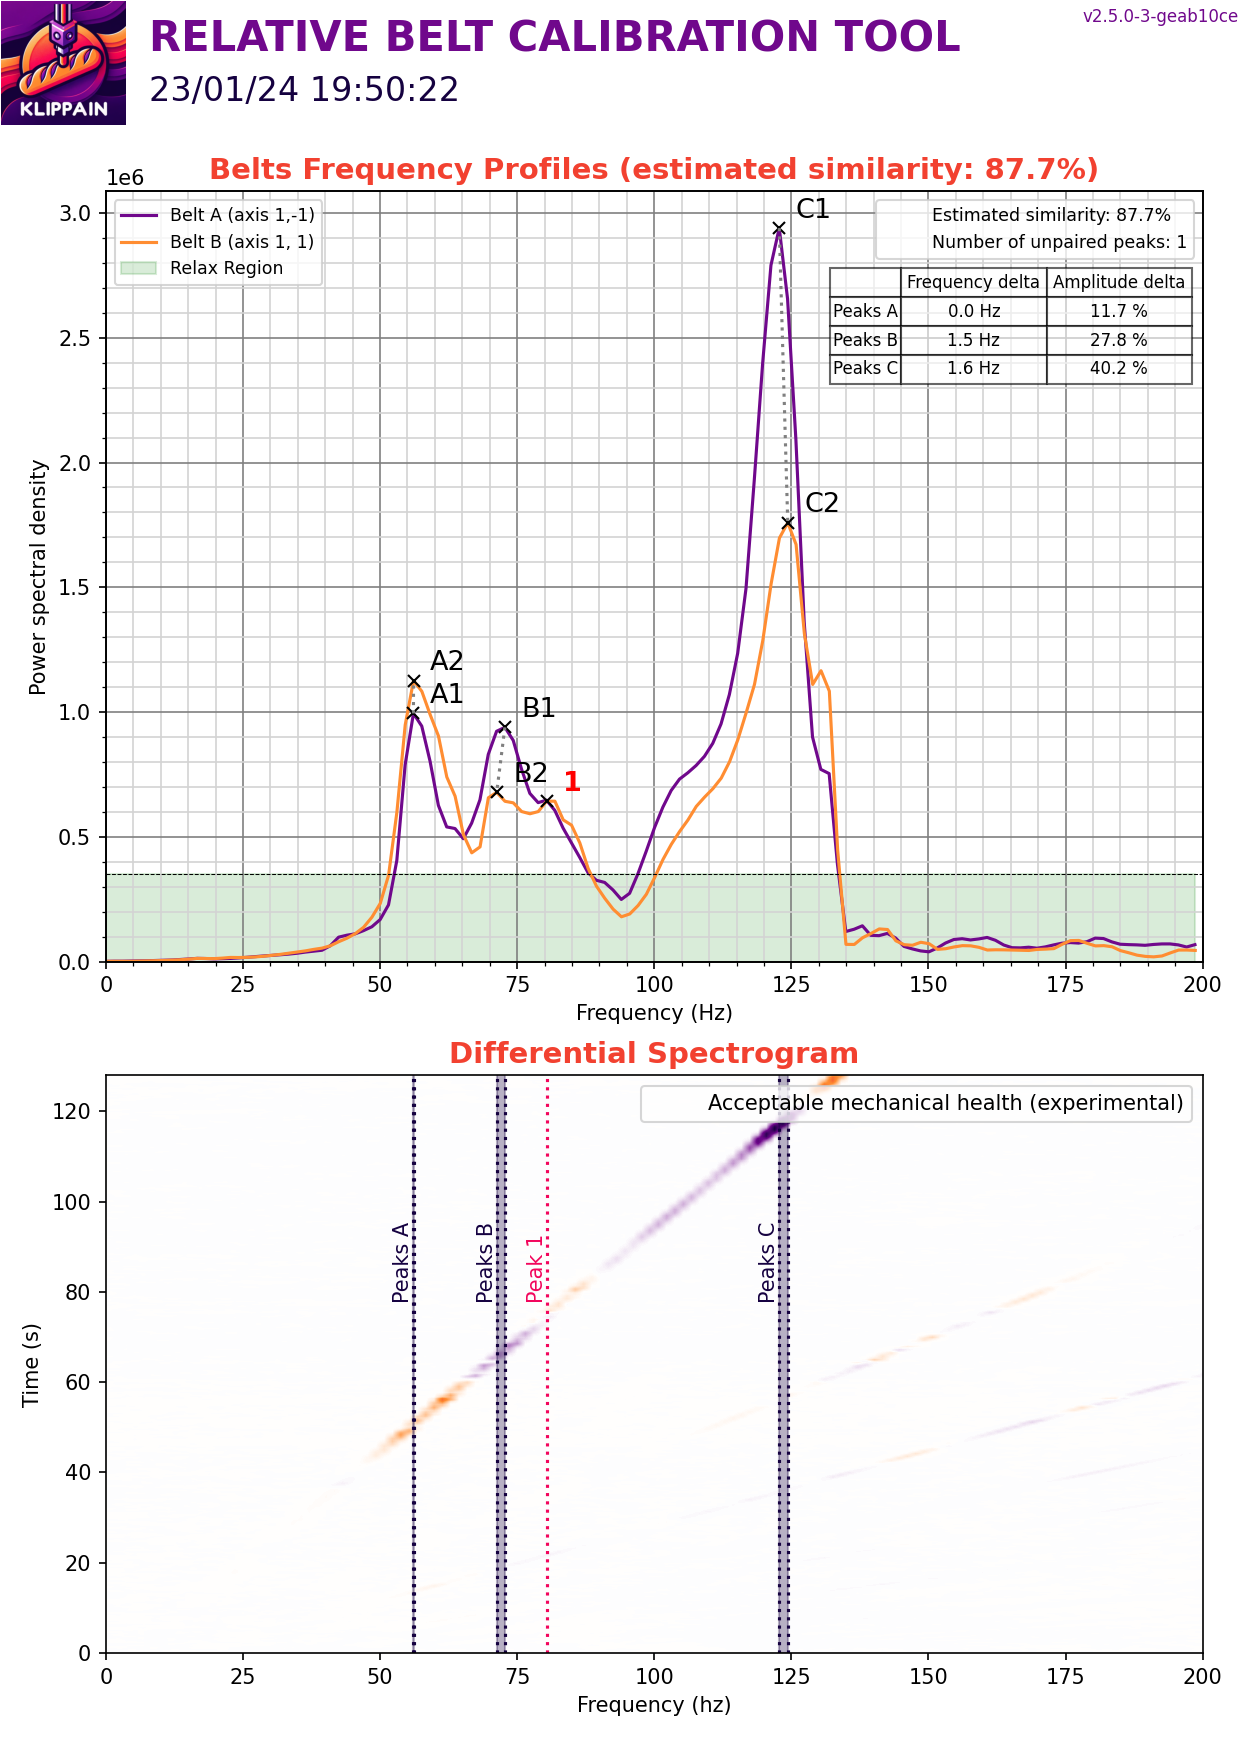 KLIPPAIN
RELATIVE BELT CALIBRATION TOOL
23/01/24 19:50:22
v2.5.0-3-geab10ce
Belts Frequency Profiles (estimated similarity: 87.7%)
1e6
Belt A (axis 1,-1)
Belt B (axis 1, 1)
Relax Region
Estimated similarity: 87.7%
Number of unpaired peaks: 1
Frequency delta Amplitude delta
Peaks A 0.0 Hz 11.7 %
Peaks B 1.5 Hz 27.8 %
Peaks C 1.6 Hz 40.2 %
C1
C2
A2
A1
B1
B2
1
3.0
2.5
2.0
1.5
1.0
0.5
0.0
Power spectral density
0 25 50 75 100 125 150 175 200
Frequency (Hz)
Differential Spectrogram
Acceptable mechanical health (experimental)
Peaks A
Peaks B
Peak 1
Peaks C
120
100
80
60
40
20
0
Time (s)
0 25 50 75 100 125 150 175 200
Frequency (hz)